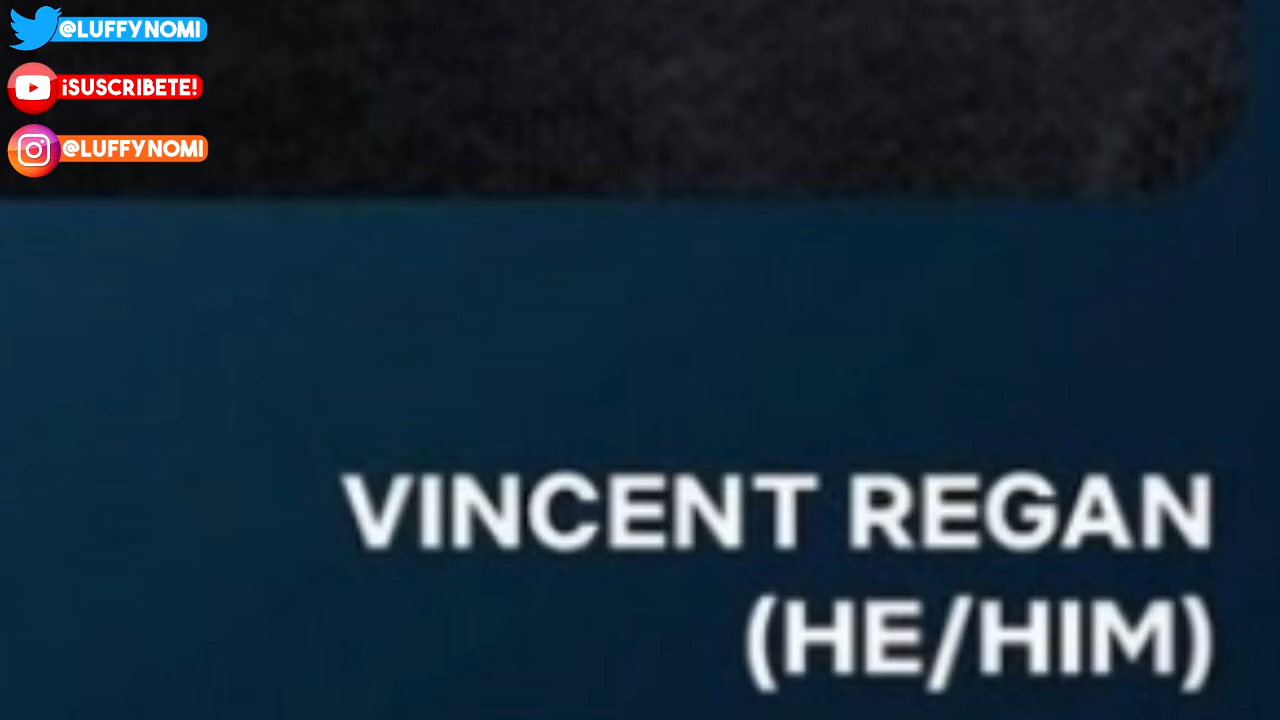 @LUFFYNOMI
¡SUSCRIBETE!
@LUFFYNOMI
VINCENT REGAN
(HE/HIM)